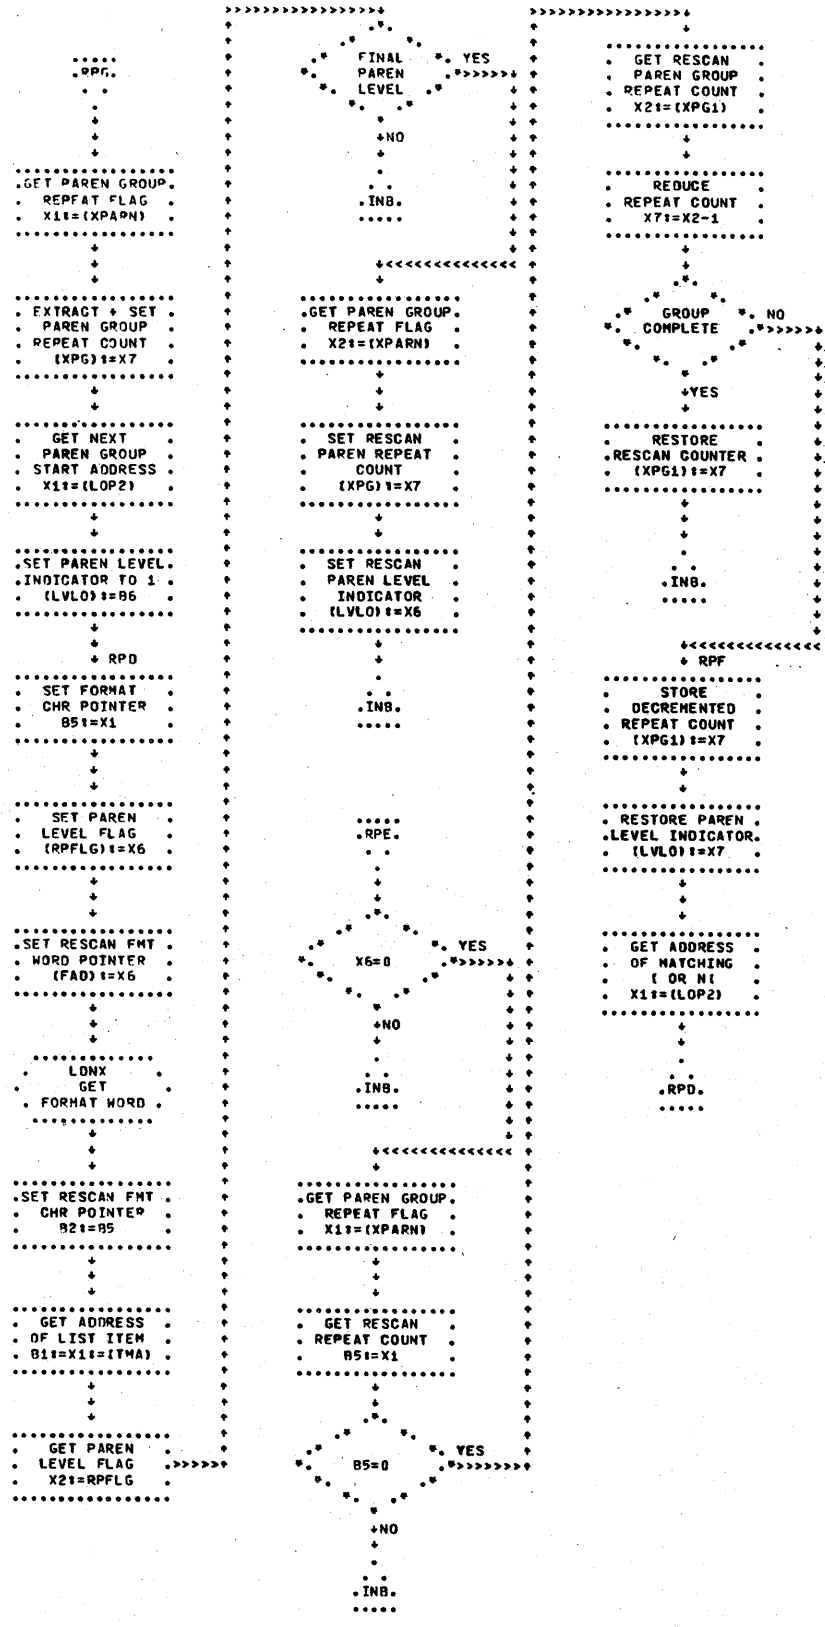 RPG.
GET PAREN GROUP
REPEAT FLAG
X1:=(XPARN)
EXTRACT + SET
PAREN GROUP
REPEAT COUNT
(XPG):=X7
GET NEXT
PAREN GROUP
START ADDRESS
X1:=(LOP2)
SET PAREN LEVEL
INDICATOR TO 1
(LVL0):=B6
RPD
SET FORMAT
CHR POINTER
B5:=X1
SET PAREN
LEVEL FLAG
(RPFLG):=X6
SET RESCAN FMT
WORD POINTER
(FAD):=X6
LDNX
GET
FORMAT WORD
SET RESCAN FMT
CHR POINTER
B2:=B5
GET ADDRESS
OF LIST ITEM
B1:=X1:=(TMA)
GET PAREN
LEVEL FLAG
X2:=RPFLG
FINAL
PAREN
LEVEL
YES
NO
.INB.
GET PAREN GROUP
REPEAT FLAG
X2:=(XPARN)
SET RESCAN
PAREN REPEAT
COUNT
(XPG):=X7
SET RESCAN
PAREN LEVEL
INDICATOR
(LVL0):=X6
.INB.
.RPE.
X6=0
YES
NO
.INB.
GET PAREN GROUP
REPEAT FLAG
X1:=(XPARN)
GET RESCAN
REPEAT COUNT
B5:=X1
B5=0
YES
NO
.INB.
GET RESCAN
PAREN GROUP
REPEAT COUNT
X2:=(XPG1)
REDUCE
REPEAT COUNT
X7:=X2-1
GROUP
COMPLETE
NO
YES
RESTORE
RESCAN COUNTER
(XPG1):=X7
.INB.
RPF
STORE
DECREMENTED
REPEAT COUNT
(XPG1):=X7
RESTORE PAREN
LEVEL INDICATOR
(LVL0):=X7
GET ADDRESS
OF MATCHING
( OR N(
X1:=(LOP2)
.RPD.